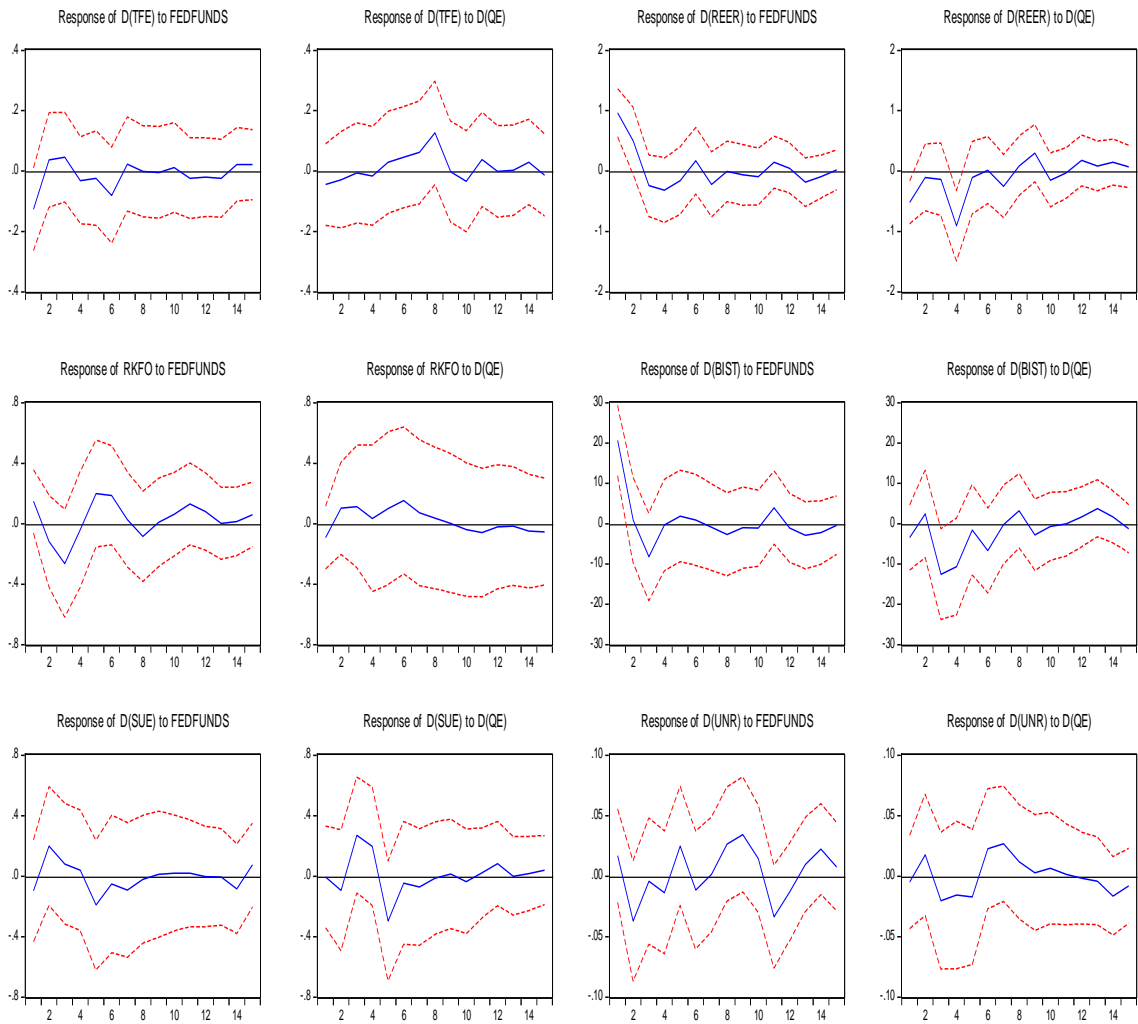 Response of D(TFE) to FEDFUNDS
Response of D(TFE) to D(QE)
Response of D(REER) to FEDFUNDS
Response of D(REER) to D(QE)
.4
.2
.0
-.2
-.4
2 4 6 8 10 12 14
.4
.2
.0
-.2
-.4
2 4 6 8 10 12 14
2
1
0
-1
-2
2 4 6 8 10 12 14
2
1
0
-1
-2
2 4 6 8 10 12 14
Response of RKFO to FEDFUNDS
Response of RKFO to D(QE)
Response of D(BIST) to FEDFUNDS
Response of D(BIST) to D(QE)
.8
.4
.0
-.4
-.8
2 4 6 8 10 12 14
.8
.4
.0
-.4
-.8
2 4 6 8 10 12 14
30
20
10
0
-10
-20
-30
2 4 6 8 10 12 14
30
20
10
0
-10
-20
-30
2 4 6 8 10 12 14
Response of D(SUE) to FEDFUNDS
Response of D(SUE) to D(QE)
Response of D(UNR) to FEDFUNDS
Response of D(UNR) to D(QE)
.8
.4
.0
-.4
-.8
2 4 6 8 10 12 14
.8
.4
.0
-.4
-.8
2 4 6 8 10 12 14
.10
.05
.00
-.05
-.10
2 4 6 8 10 12 14
.10
.05
.00
-.05
-.10
2 4 6 8 10 12 14